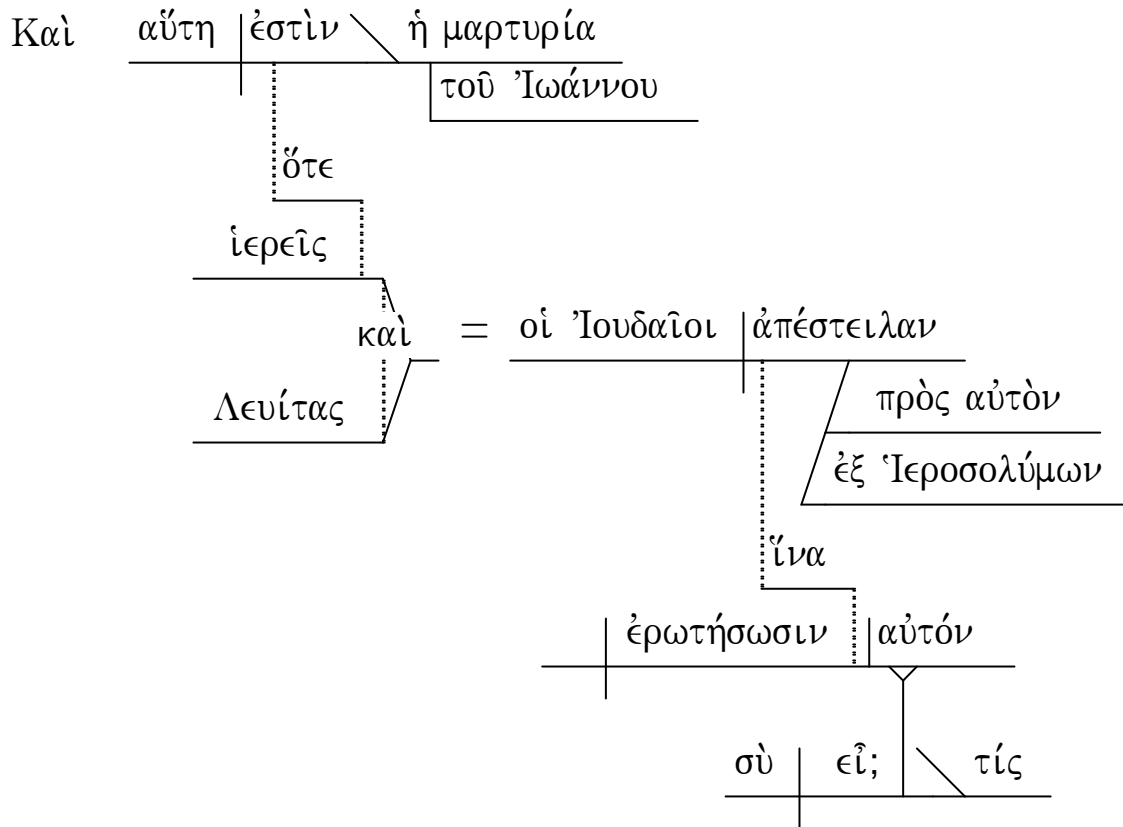 Καὶ αὕτη ἐστὶν ἡ μαρτυρία
τοῦ Ἰωάννου
ὅτε
ἱερεῖς
καὶ = οἱ Ἰουδαῖοι ἀπέστειλαν
Λευίτας πρὸς αὐτὸν
ἐξ Ἱεροσολύμων
ἵνα
ἐρωτήσωσιν αὐτόν
σὺ εἶ; τίς